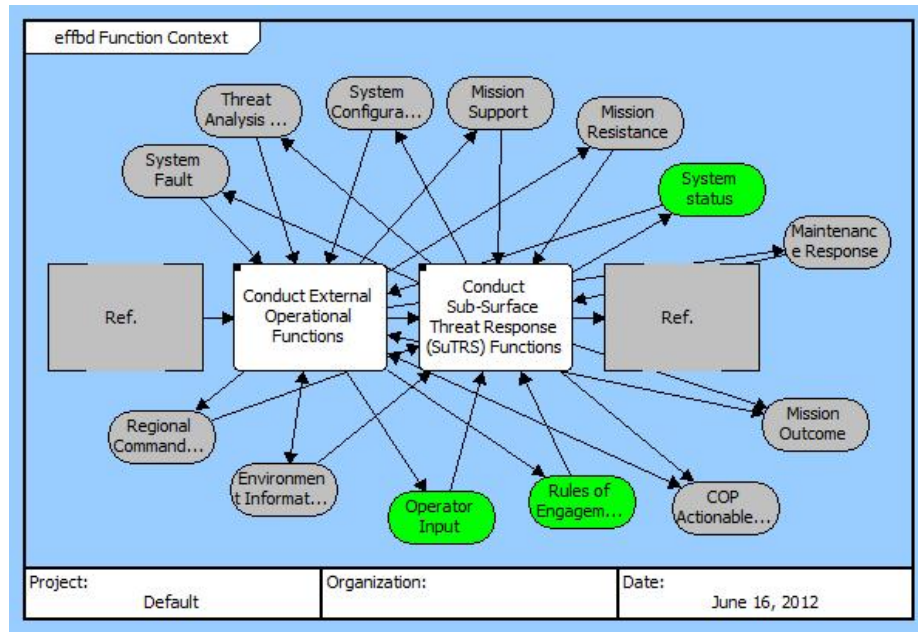 effbd Function Context
Threat
Analysis ...
System
Configura...
Mission
Support
Mission
Resistance
System
Fault
System
status
Maintenanc
e Response
Ref.
Conduct External
Operational
Functions
Conduct
Sub-Surface
Threat Response
(SuTRS) Functions
Ref.
Regional
Command...
Environmen
t Informat...
Operator
Input
Rules of
Engagem...
COP
Actionable...
Mission
Outcome
Project:
Default
Organization:
Date:
June 16, 2012